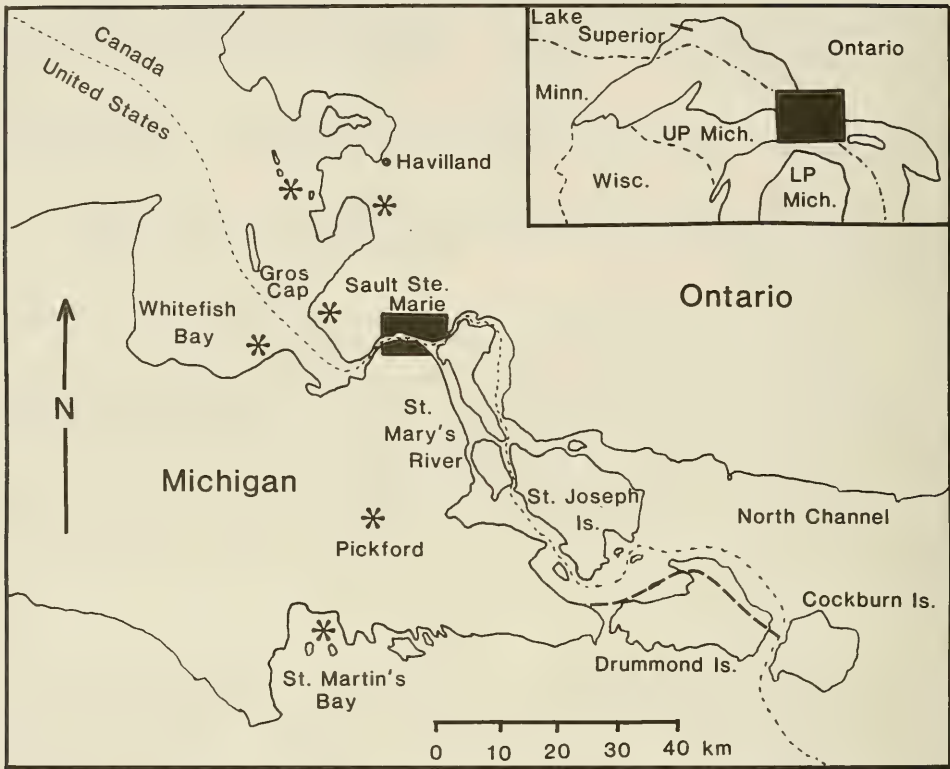 Canada
United States
Havilland
Gros
Cap
Sault Ste.
Marie
Whitefish
Bay
Ontario
N
St.
Mary's
River
Michigan
St. Joseph
Is.
North Channel
Pickford
Cockburn Is.
Drummond Is.
St. Martin's
Bay
0 10 20 30 40 km
Lake
Superior
Ontario
Minn.
UP Mich.
Wisc.
LP
Mich.